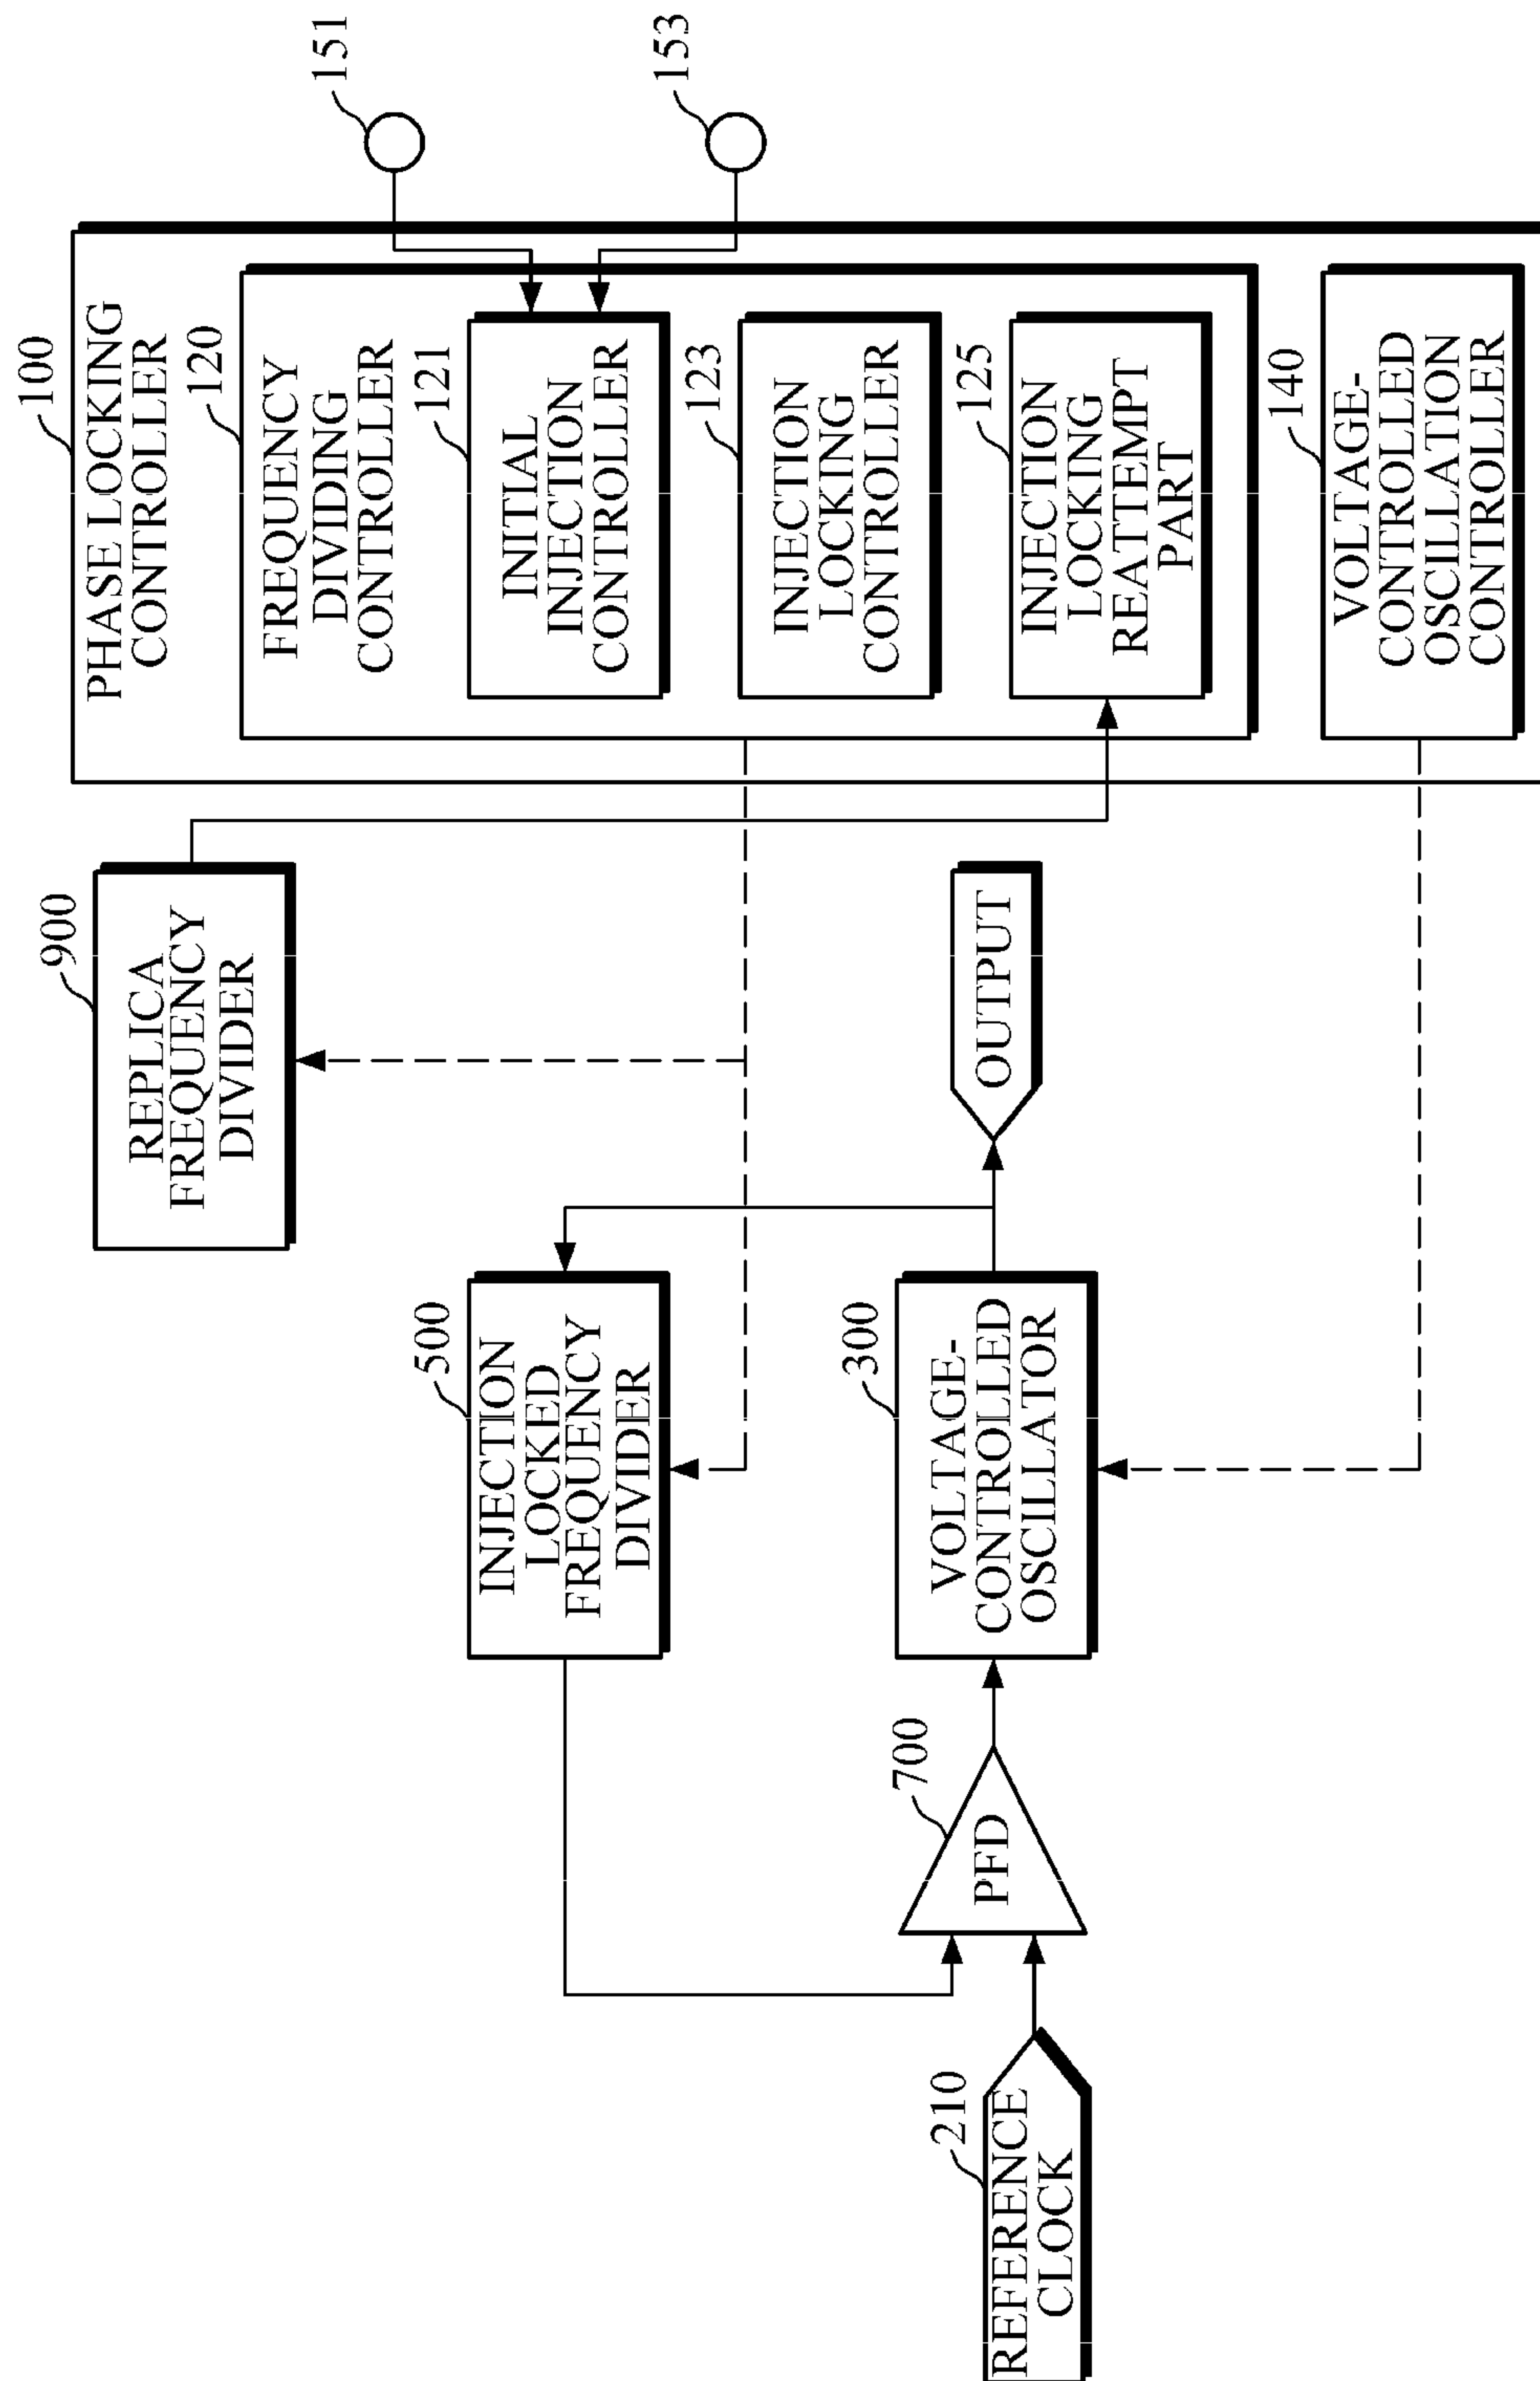 100
PHASE LOCKING
CONTROLLER
120
FREQUENCY
DIVIDING
CONTROLLER
121
INITIAL
INJECTION
CONTROLLER
123
INJECTION
LOCKING
CONTROLLER
125
INJECTION
LOCKING
REATTEMPT
PART
140
VOLTAGE-
CONTROLLED
OSCILLATION
CONTROLLER
151
153
900
REPLICA
FREQUENCY
DIVIDER
500
INJECTION
LOCKED
FREQUENCY
DIVIDER
300
VOLTAGE-
CONTROLLED
OSCILLATOR
OUTPUT
700
PFD
210
REFERENCE
CLOCK